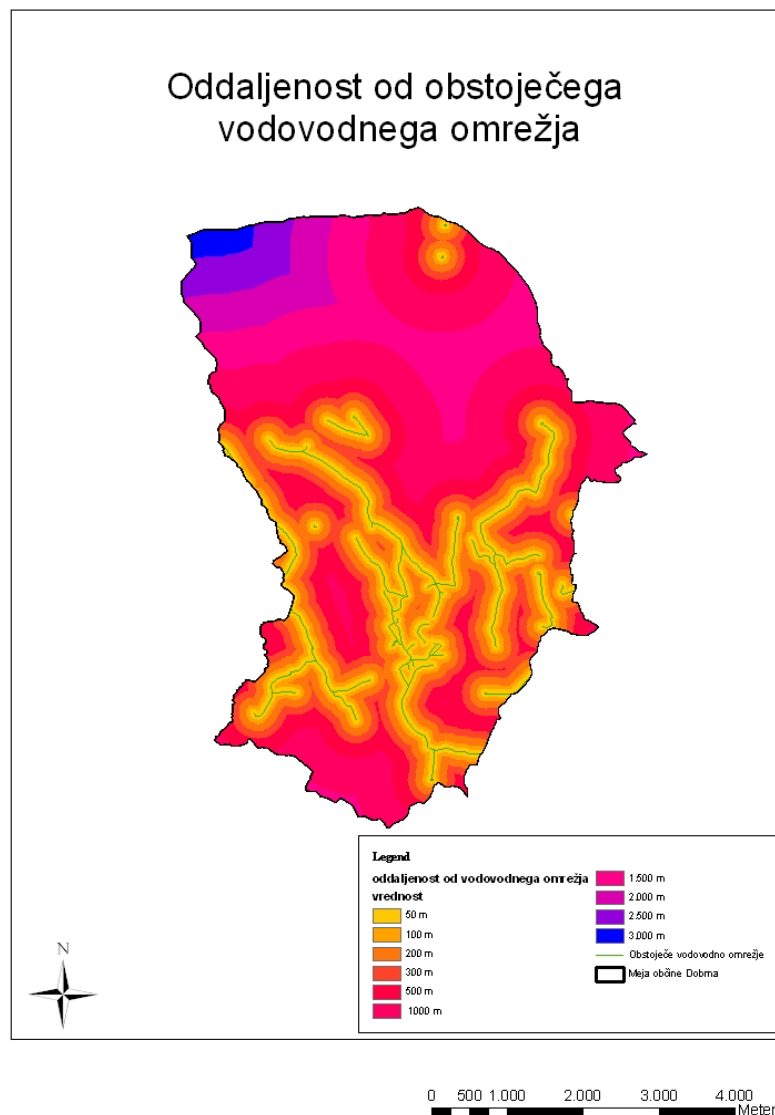 Oddaljenost od obstoječega
vodovodnega omrežja
N
Legend
oddaljenost od vodovodnega omrežja
vrednost
50 m
100 m
200 m
300 m
500 m
1000 m
1.500 m
2.000 m
2.500 m
3.000 m
Obstoječe vodovodno omrežje
Meja občine Dobrna
0 500 1.000 2.000 3.000 4.000
Meter